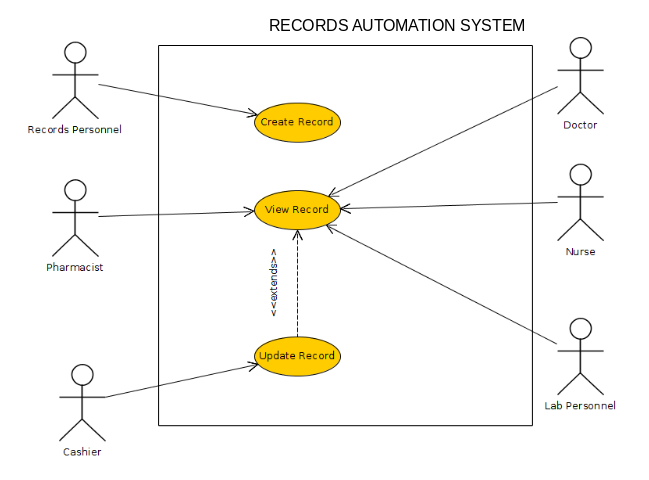 RECORDS AUTOMATION SYSTEM
Records Personnel
Create Record
Doctor
Pharmacist
View Record
Nurse
<<extends>>
Update Record
Cashier
Lab Personnel